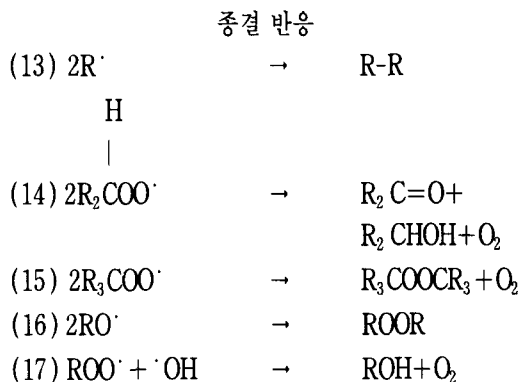 종결 반응
(13) 2R˙ → R-R
H
|
(14) 2R₂COO˙ → R₂C=O+
R₂CHOH+O₂
(15) 2R₃COO˙ → R₃COOCR₃+O₂
(16) 2RO˙ → ROOR
(17) ROO˙ + ˙OH → ROH+O₂